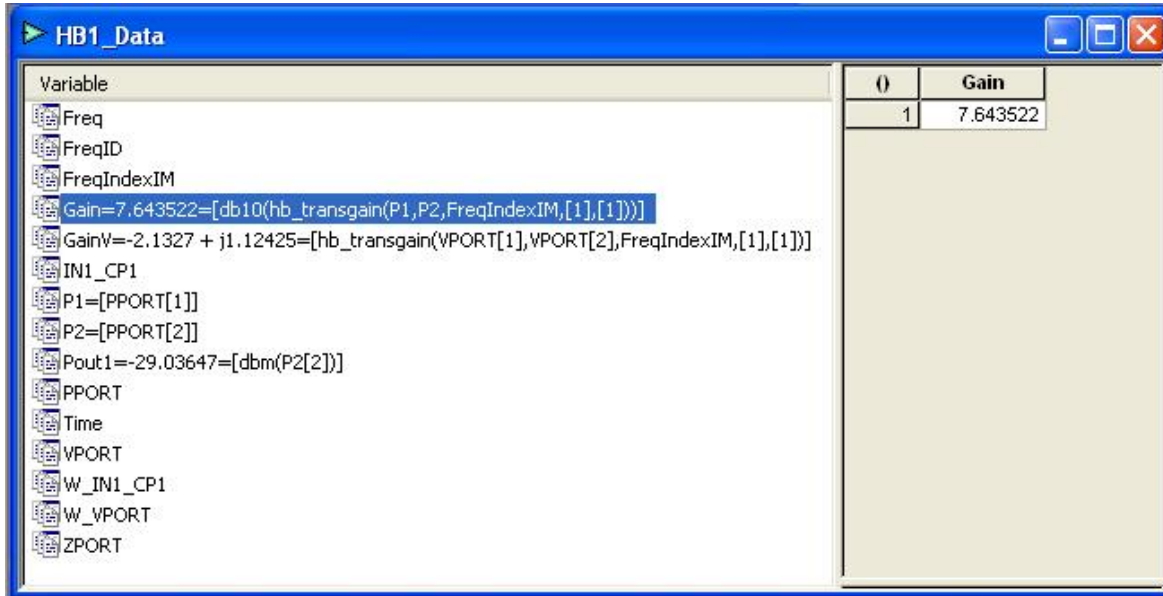 HB1_Data
Variable
Freq
FreqID
FreqIndexIM
Gain=7.643522=[db10(hb_transgain(P1,P2,FreqIndexIM,[1],[1]))]
GainV=-2.1327 + j1.12425=[hb_transgain(VPORT[1],VPORT[2],FreqIndexIM,[1],[1])]
IN1_CP1
P1=[PPORT[1]]
P2=[PPORT[2]]
Pout1=-29.03647=[dbm(P2[2])]
PPORT
Time
VPORT
W_IN1_CP1
W_VPORT
ZPORT
() Gain
1 7.643522